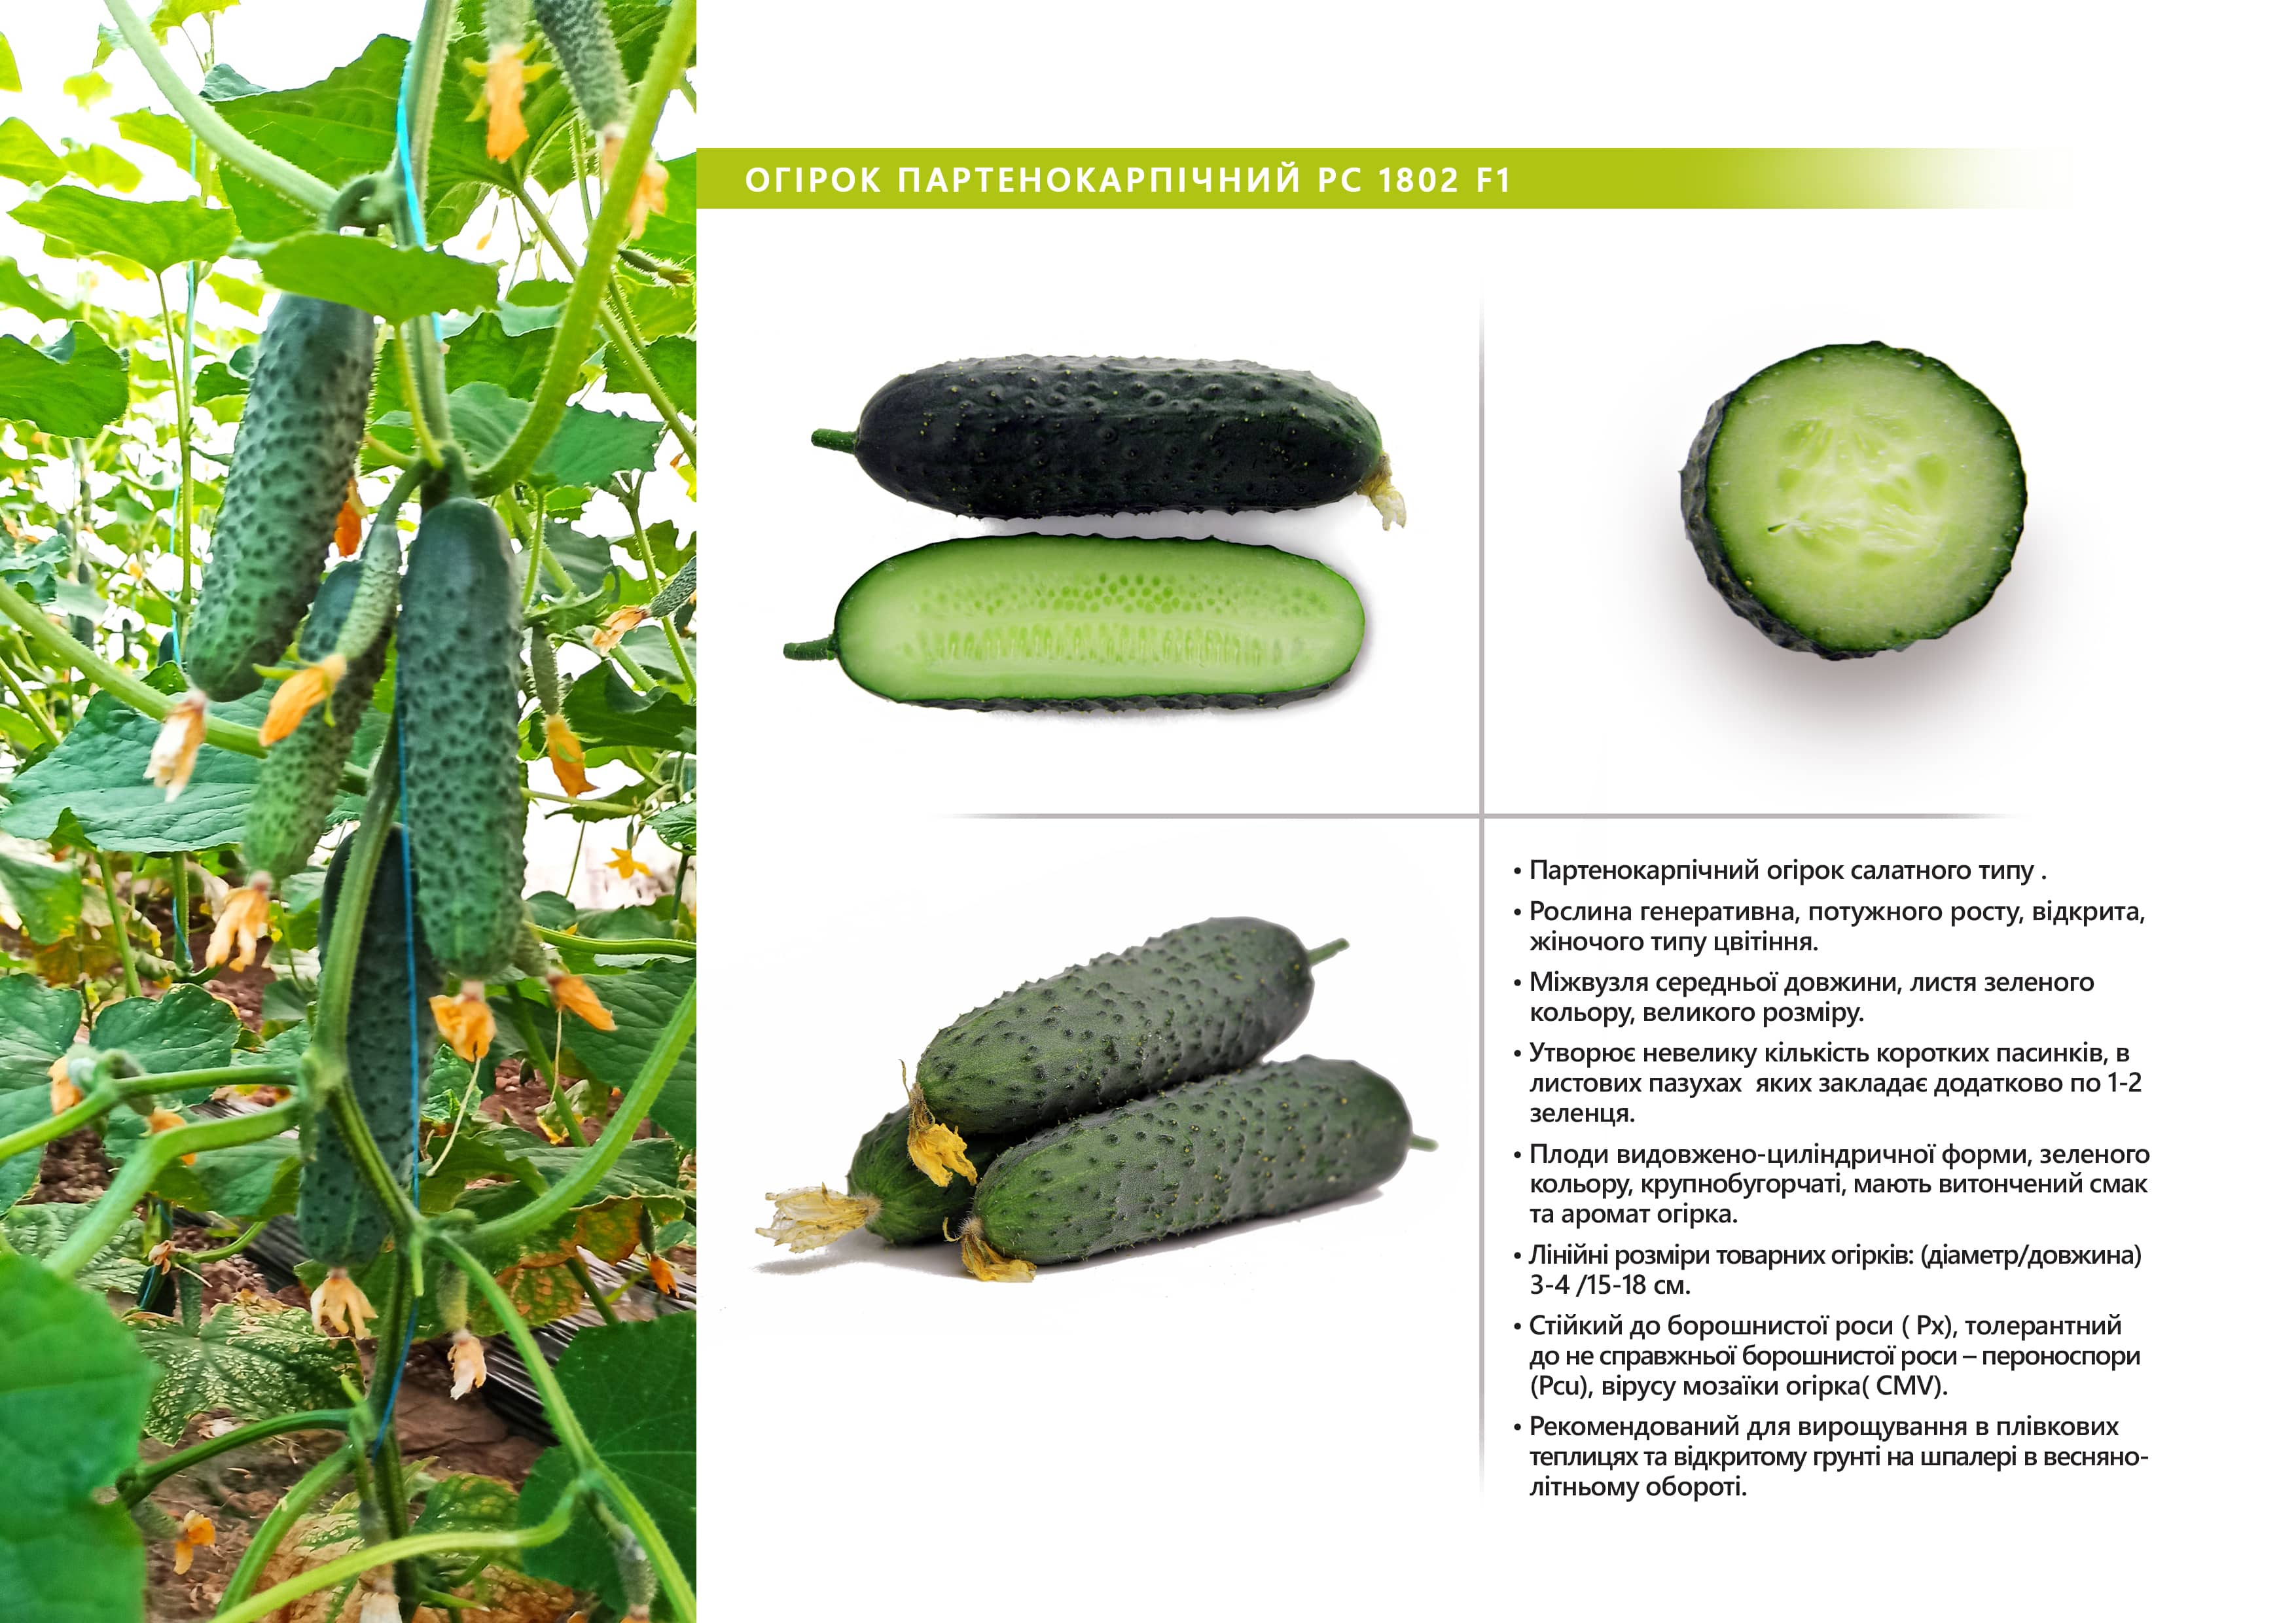 ОГІРОК ПАРТЕНОКАРПІЧНИЙ РС 1802 F1
• Партенокарпічний огірок салатного типу .
• Рослина генеративна, потужного росту, відкрита,
жіночого типу цвітіння.
• Міжвузля середньої довжини, листя зеленого
кольору, великого розміру.
• Утворює невелику кількість коротких пасинків, в
листових пазухах  яких закладає додатково по 1-2
зеленця.
• Плоди видовжено-циліндричної форми, зеленого
кольору, крупнобугорчаті, мають витончений смак
та аромат огірка.
• Лінійні розміри товарних огірків: (діаметр/довжина)
3-4 /15-18 см.
• Стійкий до борошнистої роси ( Рх), толерантний
до не справжньої борошнистої роси – пероноспори
(Pcu), вірусу мозаїки огірка( CMV).
• Рекомендований для вирощування в плівкових
теплицях та відкритому грунті на шпалері в весняно-
літньому обороті.